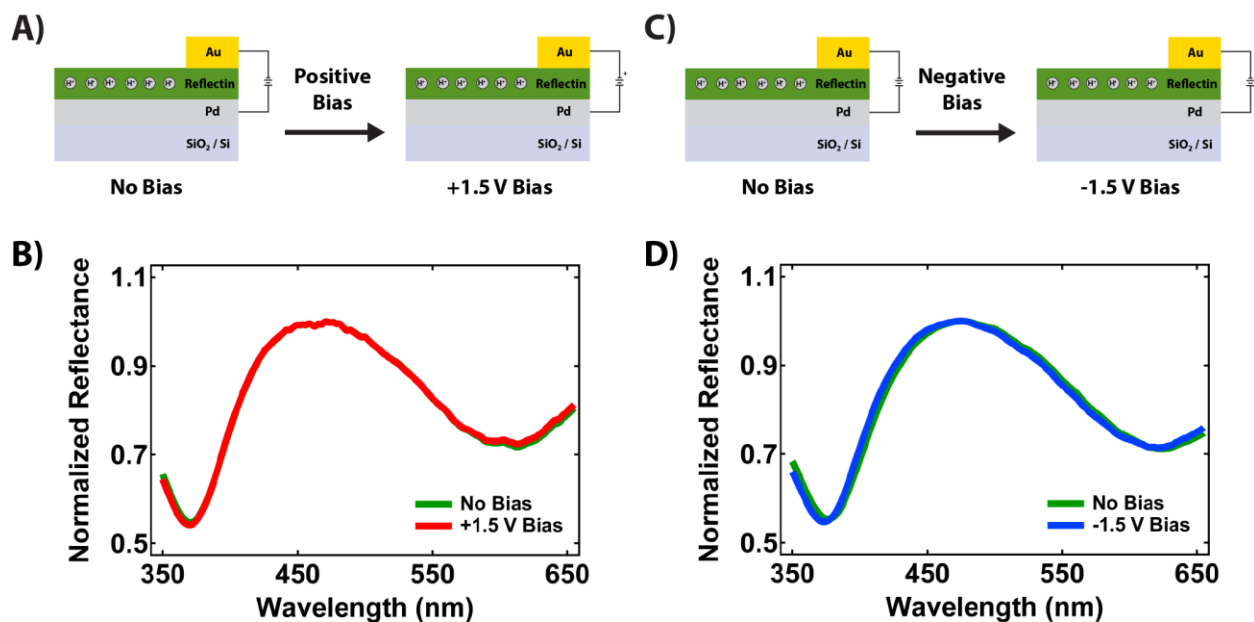 A)
Au
H⁺ H⁺ H⁺ H⁺ H⁺ H⁺ Reflectin
Pd
SiO₂ / Si
No Bias
Positive
Bias
Au
+
H⁺ H⁺ H⁺ H⁺ H⁺ H⁺ Reflectin
Pd
SiO₂ / Si
+1.5 V Bias
C)
Au
H⁺ H⁺ H⁺ H⁺ H⁺ H⁺ Reflectin
Pd
SiO₂ / Si
No Bias
Negative
Bias
Au
H⁺ H⁺ H⁺ H⁺ H⁺ H⁺ Reflectin
Pd
SiO₂ / Si
-1.5 V Bias
B)
Normalized Reflectance
1.1
0.9
0.7
0.5
No Bias
+1.5 V Bias
350 450 550 650
Wavelength (nm)
D)
Normalized Reflectance
1.1
0.9
0.7
0.5
No Bias
-1.5 V Bias
350 450 550 650
Wavelength (nm)